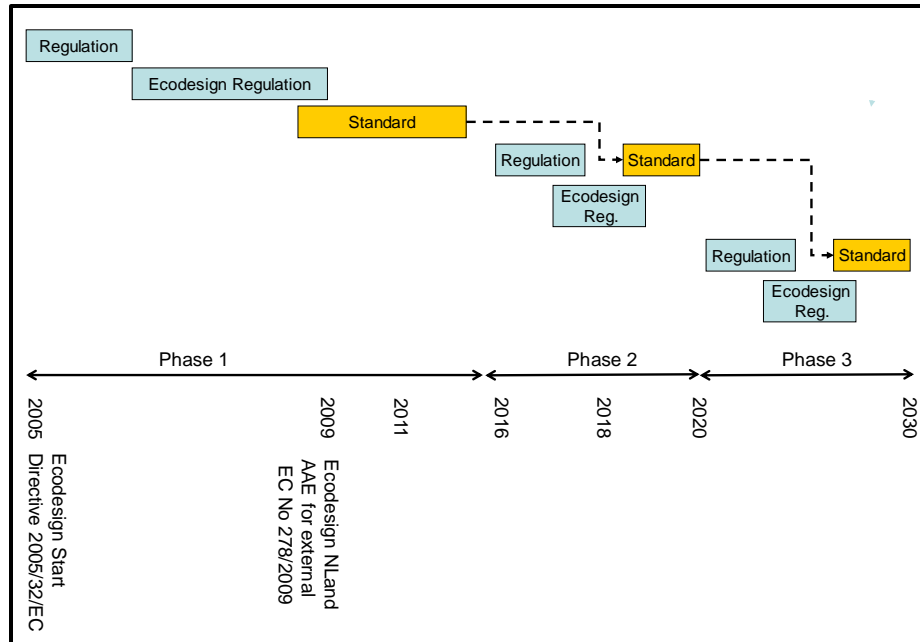 Regulation
Ecodesign Regulation
Standard
Regulation
Standard
Ecodesign
Reg.
Regulation
Standard
Ecodesign
Reg.
Phase 1
Phase 2
Phase 3
2005
2009
2011
2016
2018
2020
2030
Ecodesign Start
Directive 2005/32/EC
Ecodesign NLand
AAE for external
EC No 278/2009